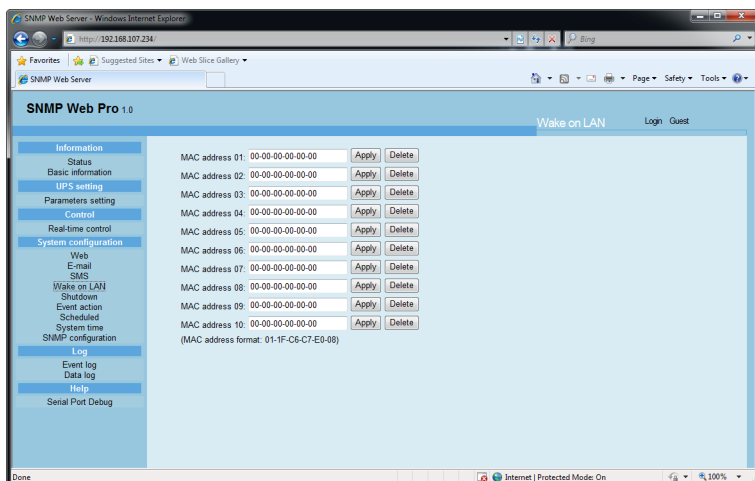 SNMP Web Server - Windows Internet Explorer
http://192.168.107.234/
Bing
Favorites Suggested Sites Web Slice Gallery
SNMP Web Server
Page Safety Tools
SNMP Web Pro 1.0
Wake on LAN Login Guest
Information
Status
Basic information
UPS setting
Parameters setting
Control
Real-time control
System configuration
Web
E-mail
SMS
Wake on LAN
Shutdown
Event action
Scheduled
System time
SNMP configuration
Log
Event log
Data log
Help
Serial Port Debug
MAC address 01: 00-00-00-00-00-00 Apply Delete
MAC address 02: 00-00-00-00-00-00 Apply Delete
MAC address 03: 00-00-00-00-00-00 Apply Delete
MAC address 04: 00-00-00-00-00-00 Apply Delete
MAC address 05: 00-00-00-00-00-00 Apply Delete
MAC address 06: 00-00-00-00-00-00 Apply Delete
MAC address 07: 00-00-00-00-00-00 Apply Delete
MAC address 08: 00-00-00-00-00-00 Apply Delete
MAC address 09: 00-00-00-00-00-00 Apply Delete
MAC address 10: 00-00-00-00-00-00 Apply Delete
(MAC address format: 01-1F-C6-C7-E0-08)
Done Internet | Protected Mode: On 100%